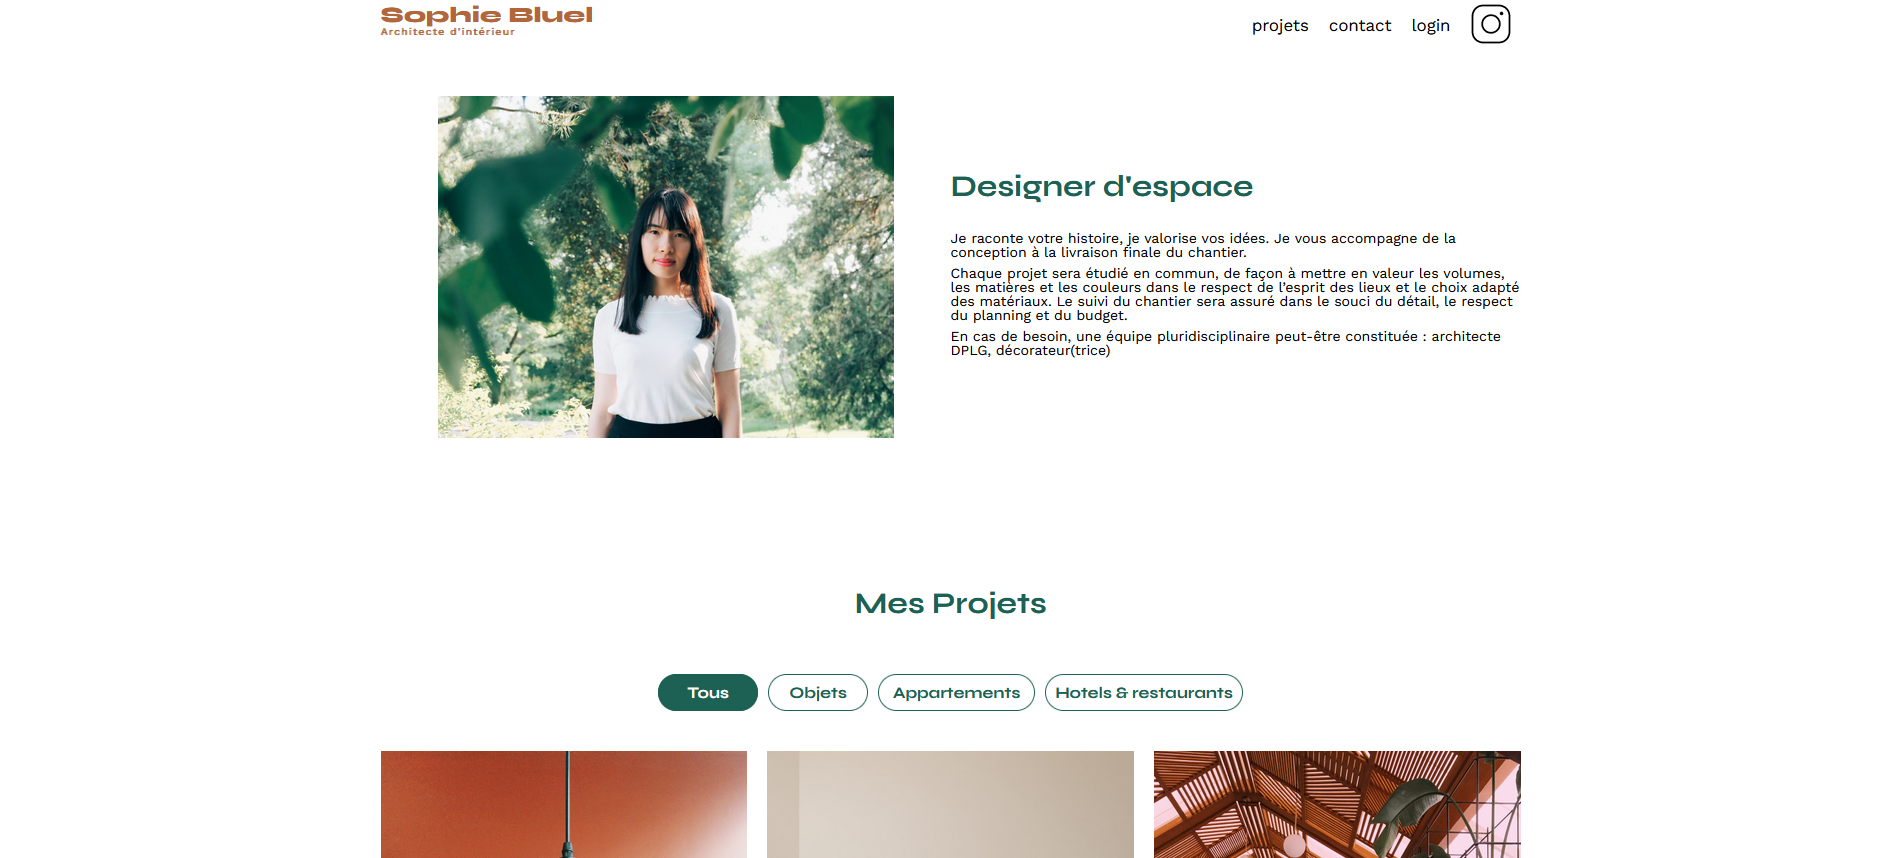 Sophie Bluel
Architecte d'intérieur
projets contact login
Designer d'espace
Je raconte votre histoire, je valorise vos idées. Je vous accompagne de la
conception à la livraison finale du chantier.
Chaque projet sera étudié en commun, de façon à mettre en valeur les volumes,
les matières et les couleurs dans le respect de l’esprit des lieux et le choix adapté
des matériaux. Le suivi du chantier sera assuré dans le souci du détail, le respect
du planning et du budget.
En cas de besoin, une équipe pluridisciplinaire peut-être constituée : architecte
DPLG, décorateur(trice)
Mes Projets
Tous Objets Appartements Hotels & restaurants